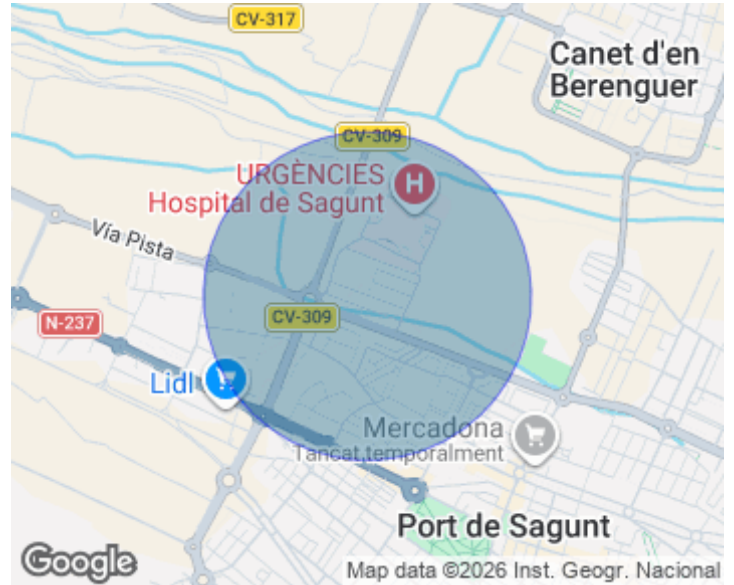 CV-317
Canet d'en
Berenguer
CV-309
URGÈNCIES
Hospital de Sagunt
H
Vía Pista
CV-309
N-237
Lidl
Mercadona
Tancat temporalment
Port de Sagunt
Google
Map data ©2026 Inst. Geogr. Nacional